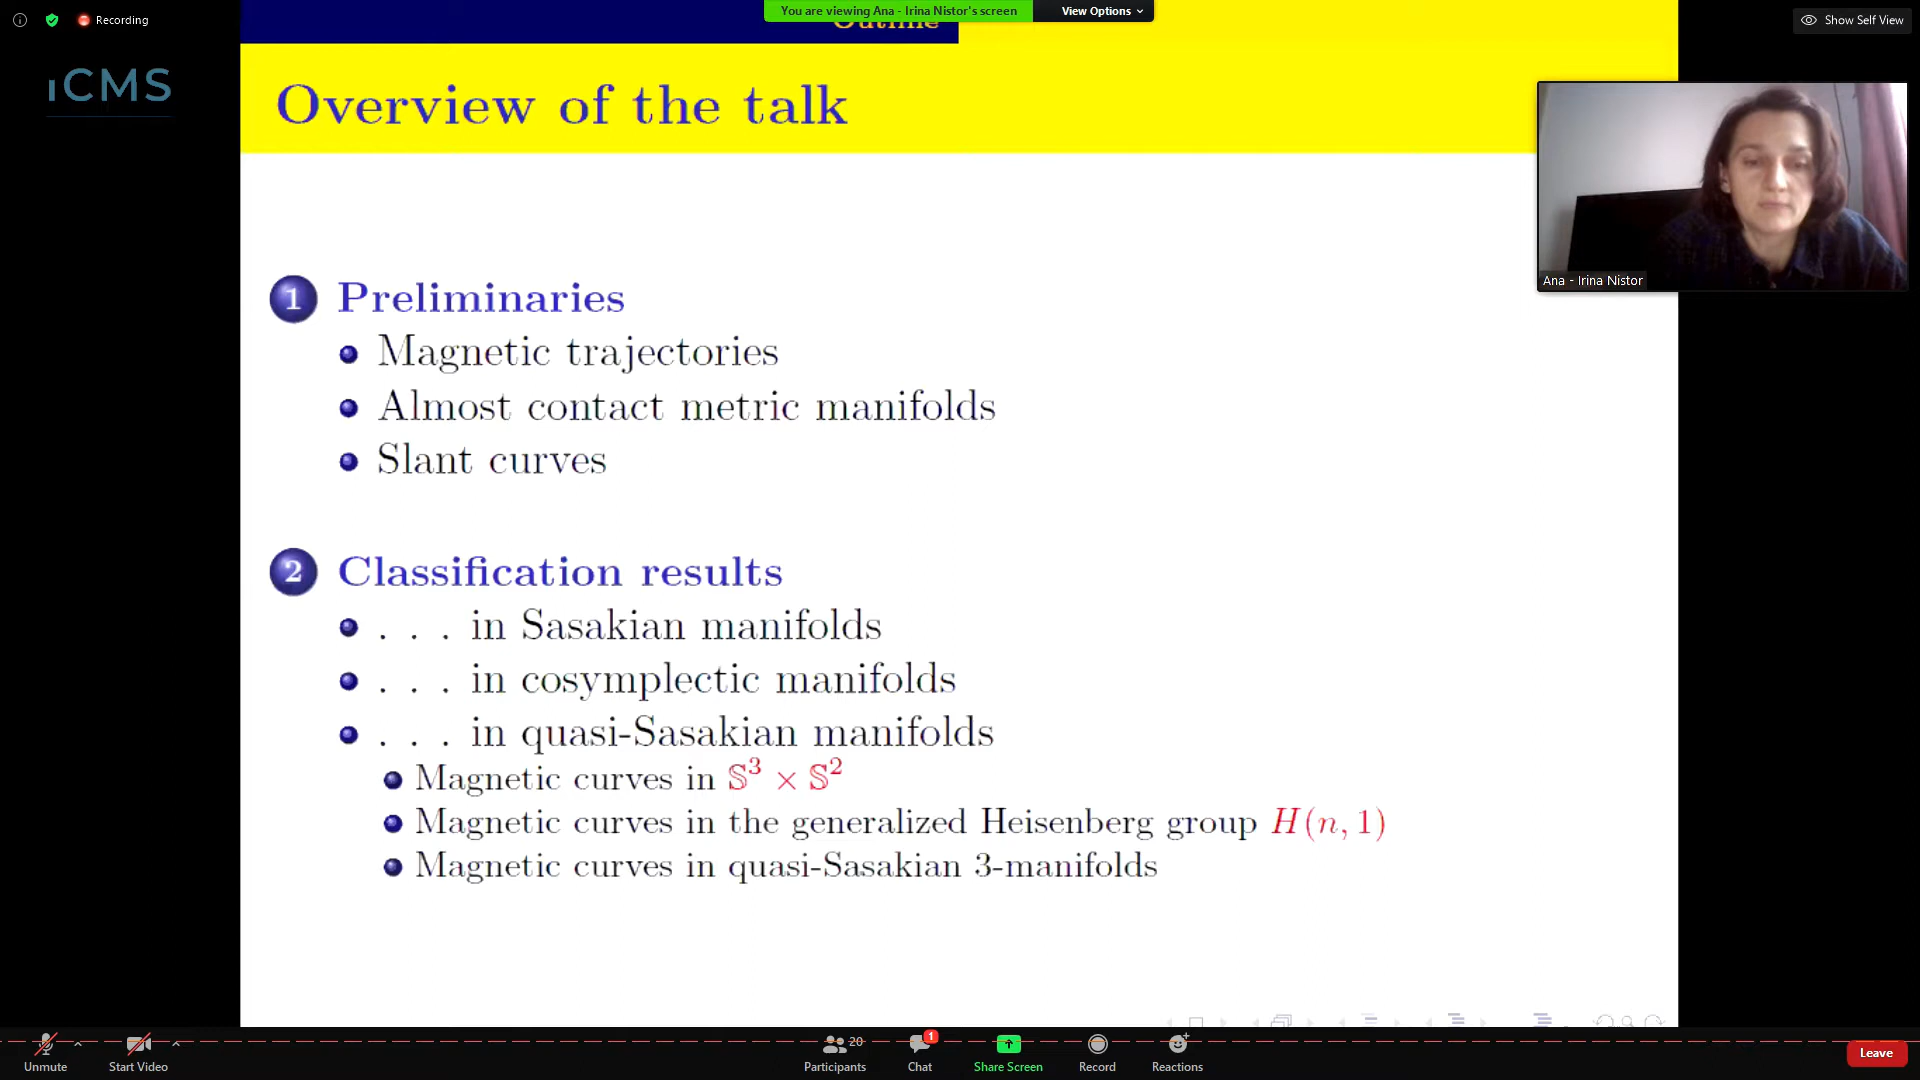 Recording
You are viewing Ana - Irina Nistor's screen
View Options
Show Self View
iCMS
Outline
Overview of the talk
Ana - Irina Nistor
1 Preliminaries
Magnetic trajectories
Almost contact metric manifolds
Slant curves
2 Classification results
. . . in Sasakian manifolds
. . . in cosymplectic manifolds
. . . in quasi-Sasakian manifolds
Magnetic curves in 𝕊³ × 𝕊²
Magnetic curves in the generalized Heisenberg group H(n, 1)
Magnetic curves in quasi-Sasakian 3-manifolds
Unmute
Start Video
Participants 20
Chat 1
Share Screen
Record
Reactions
Leave